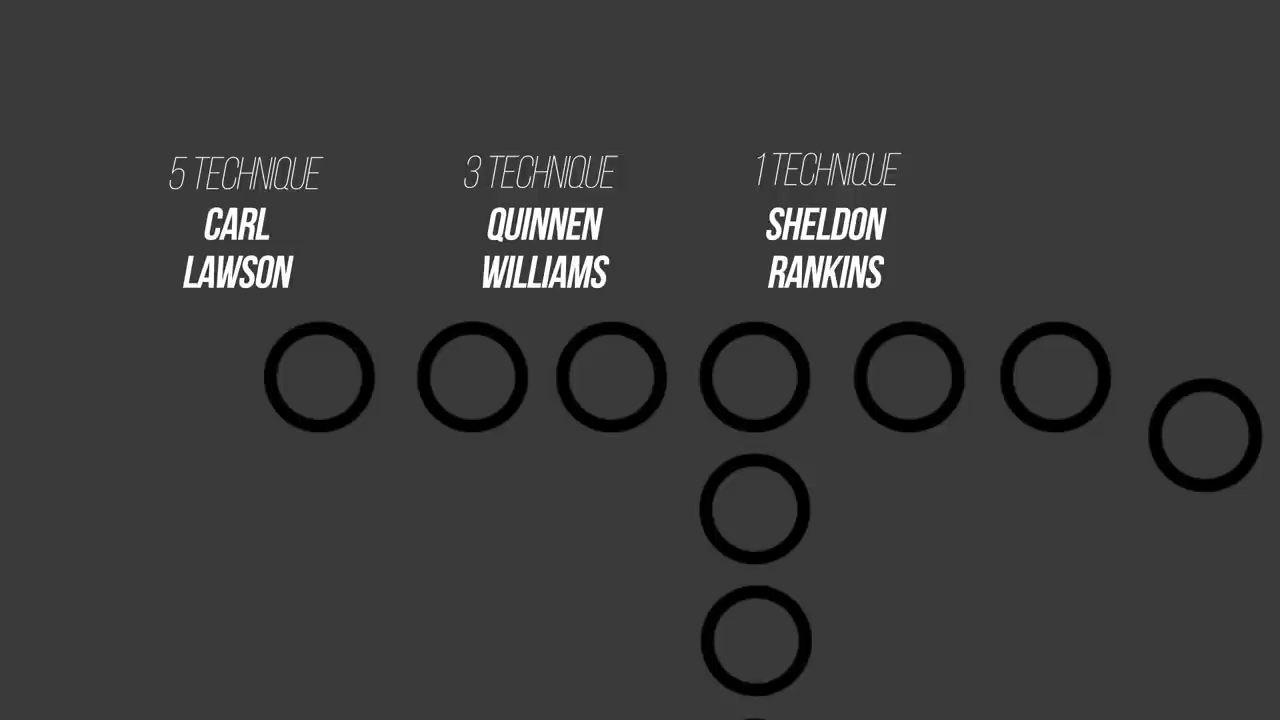 5 TECHNIQUE
CARL
LAWSON
3 TECHNIQUE
QUINNEN
WILLIAMS
1 TECHNIQUE
SHELDON
RANKINS